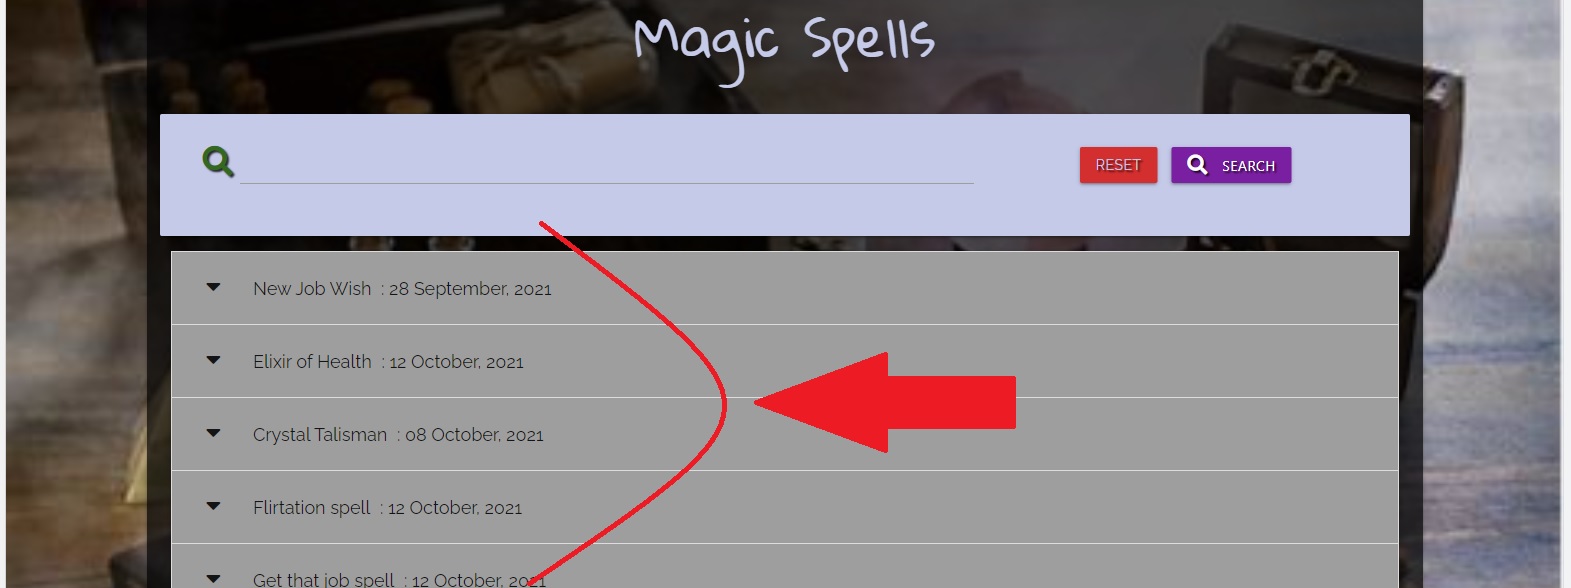 Magic Spells
RESET SEARCH
New Job Wish : 28 September, 2021
Elixir of Health : 12 October, 2021
Crystal Talisman : 08 October, 2021
Flirtation spell : 12 October, 2021
Get that job spell : 12 October, 2021